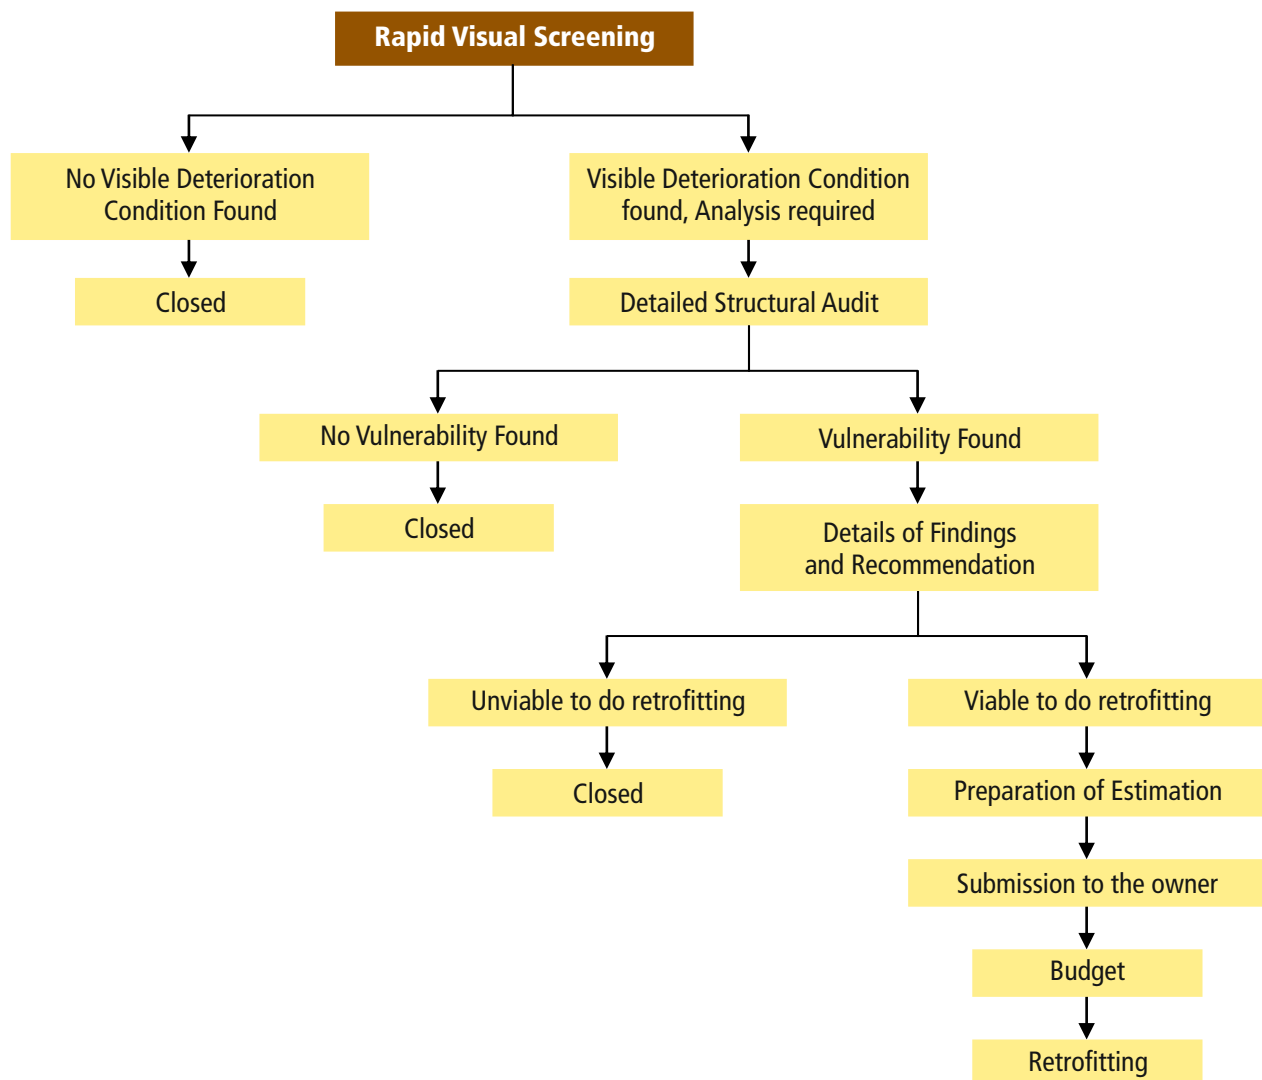 Rapid Visual Screening
No Visible Deterioration
Condition Found
Visible Deterioration Condition
found, Analysis required
Closed
Detailed Structural Audit
No Vulnerability Found
Vulnerability Found
Closed
Details of Findings
and Recommendation
Unviable to do retrofitting
Viable to do retrofitting
Closed
Preparation of Estimation
Submission to the owner
Budget
Retrofitting